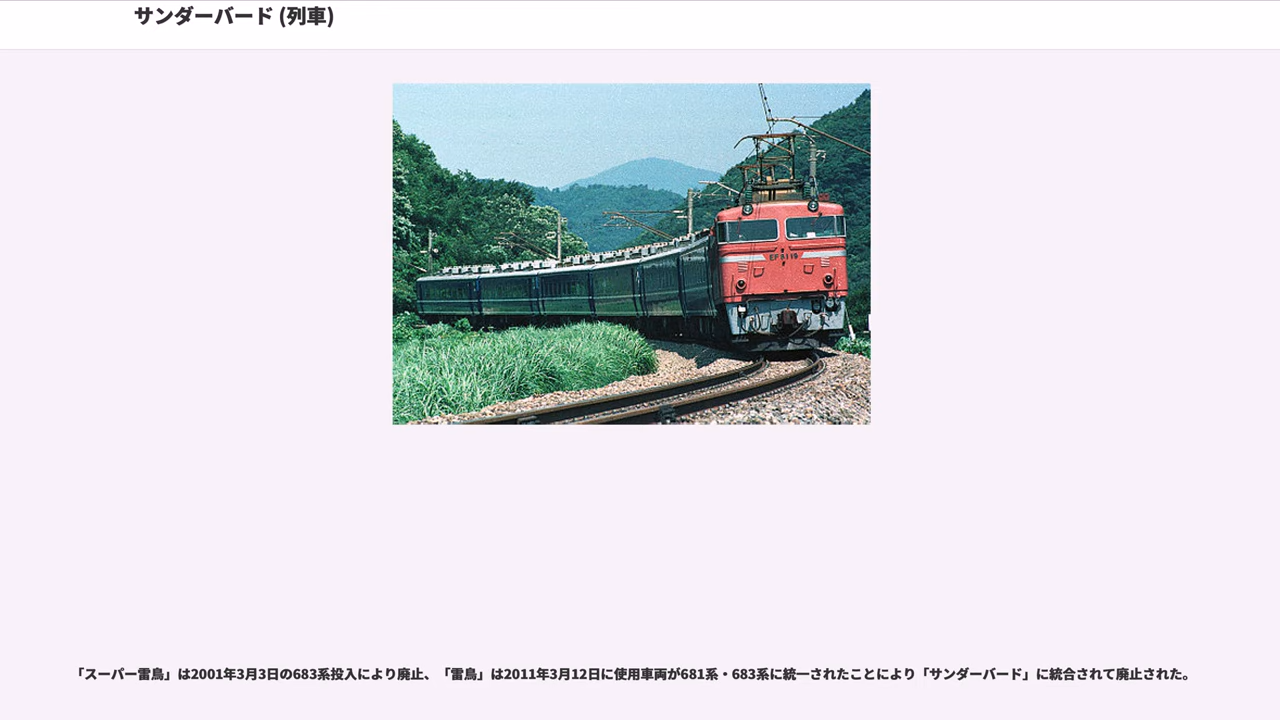 サンダーバード (列車)
EF81 19
「スーパー雷鳥」は2001年3月3日の683系投入により廃止、「雷鳥」は2011年3月12日に使用車両が681系・683系に統一されたことにより「サンダーバード」に統合されて廃止された。